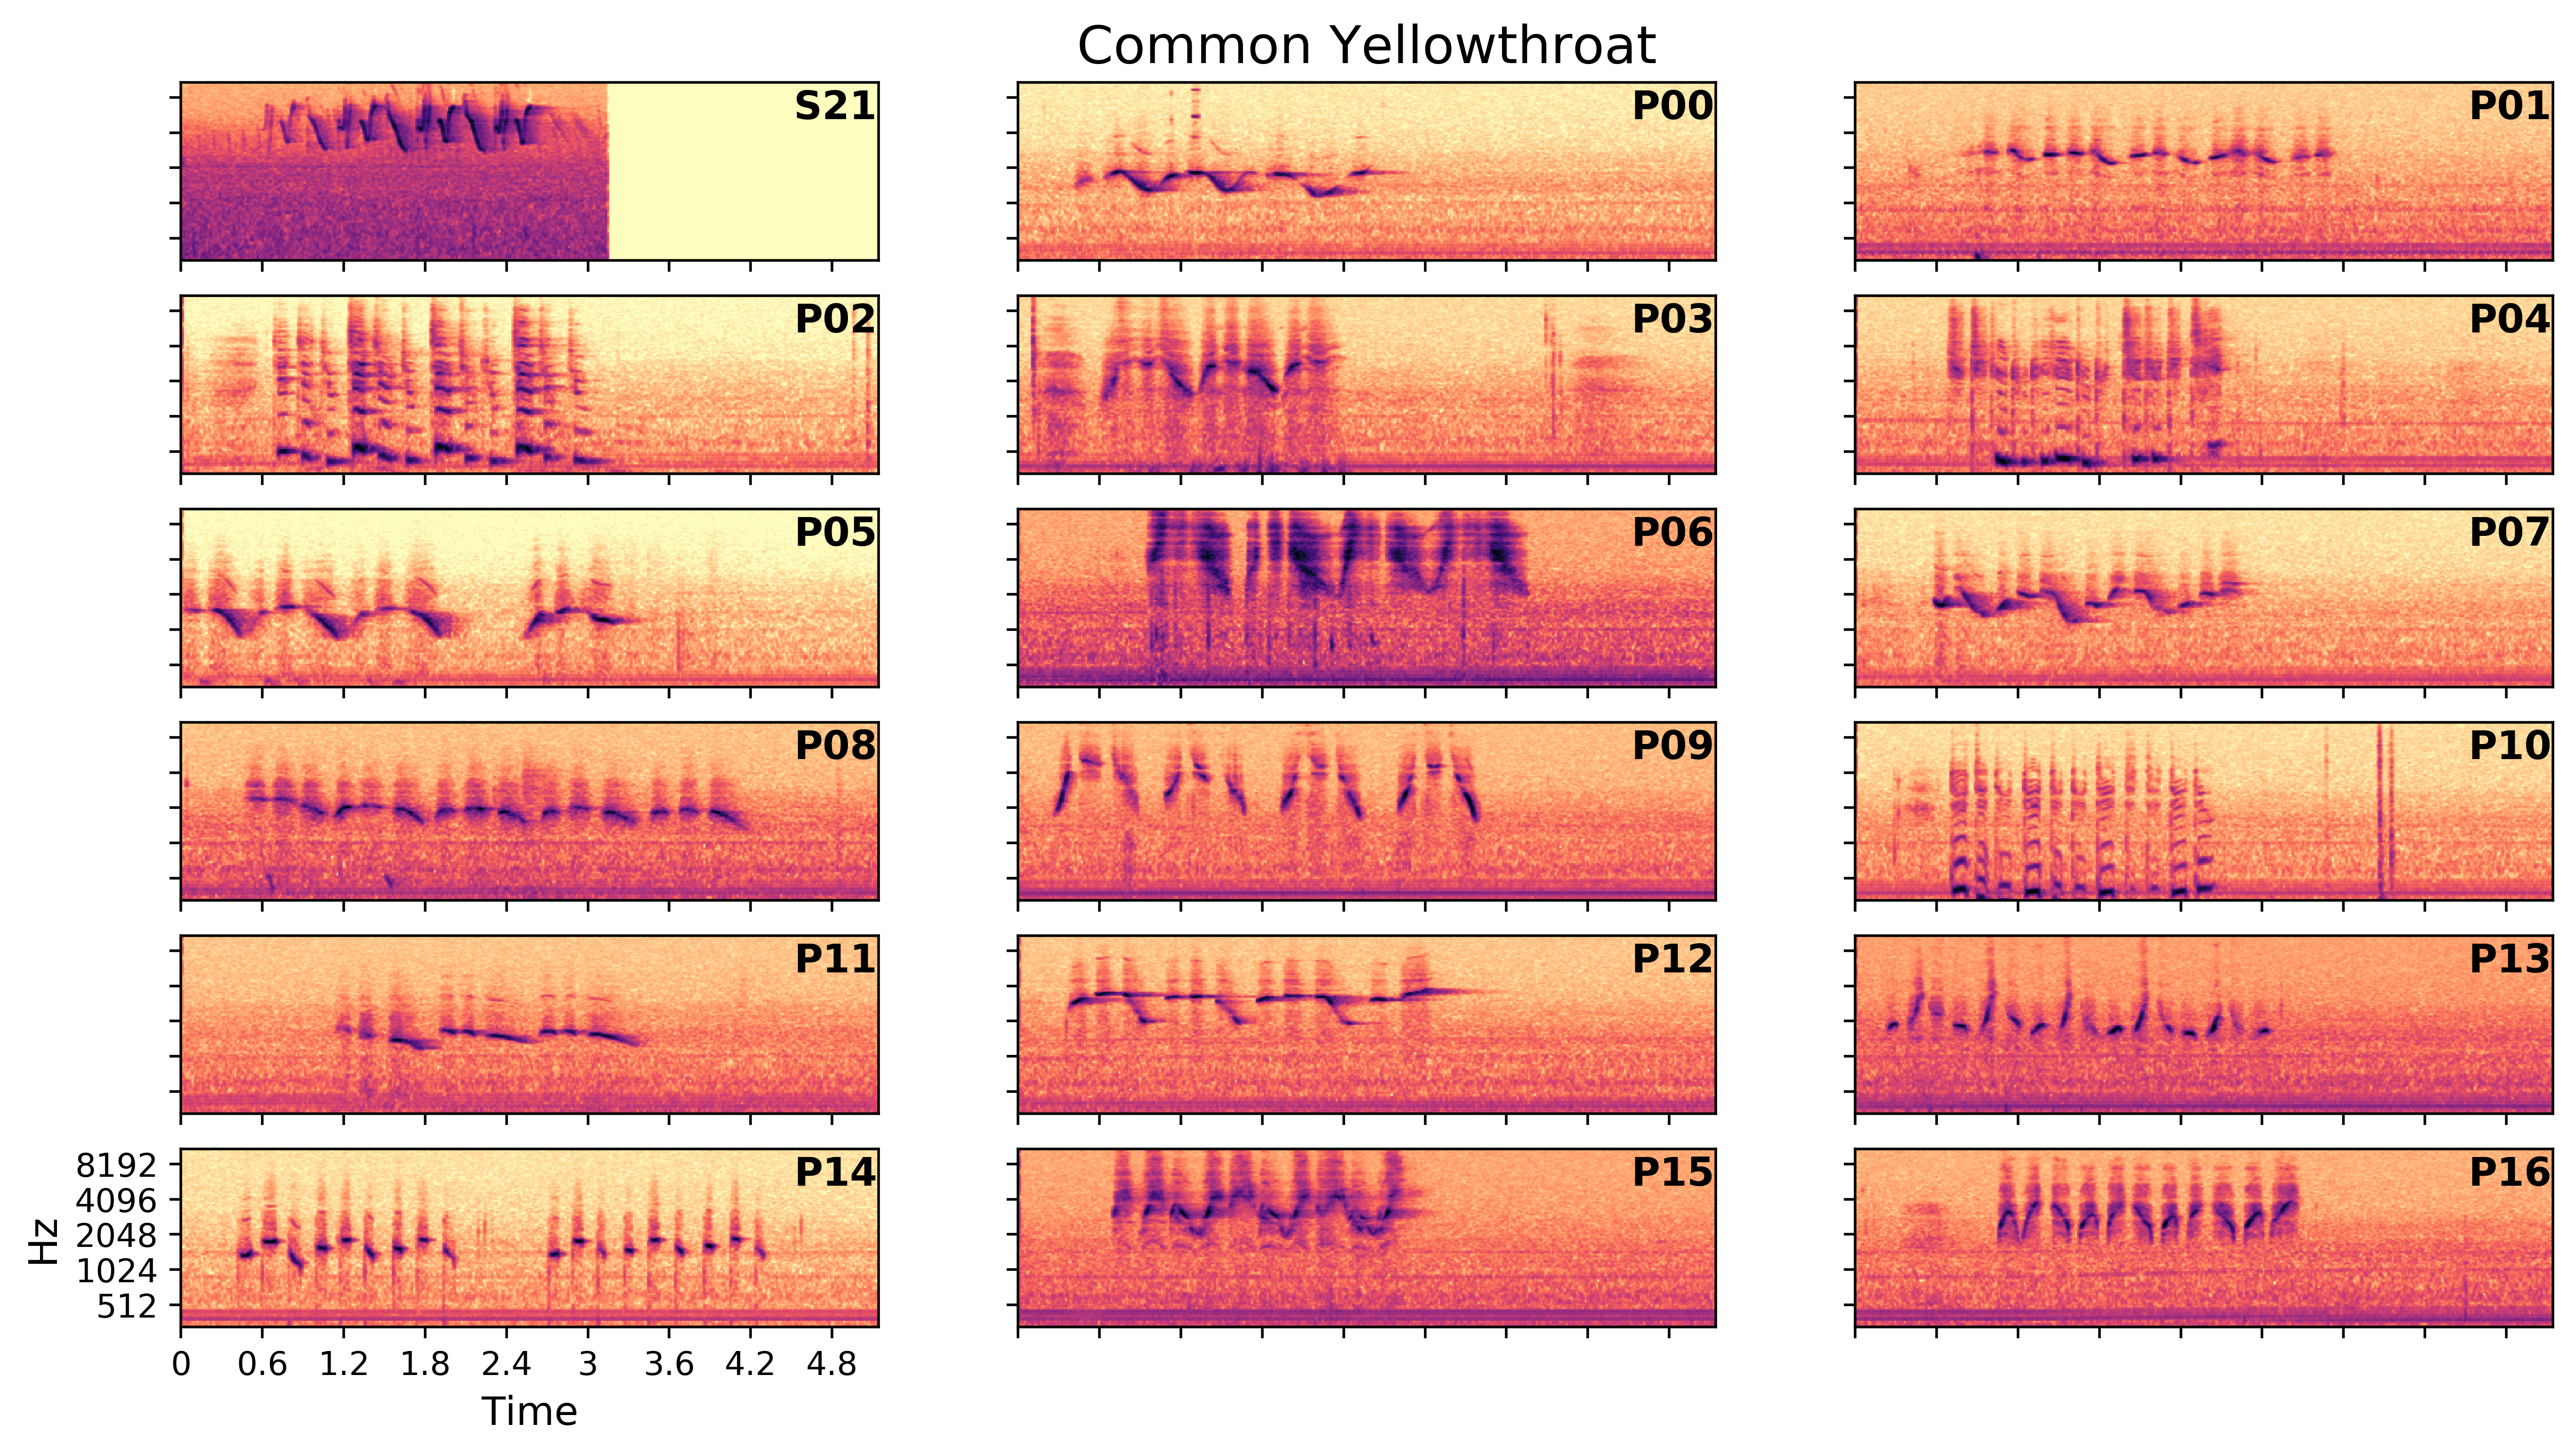 Common Yellowthroat
S21
P00
P01
P02
P03
P04
P05
P06
P07
P08
P09
P10
P11
P12
P13
P14
P15
P16
8192
4096
2048
1024
512
Hz
0 0.6 1.2 1.8 2.4 3 3.6 4.2 4.8
Time